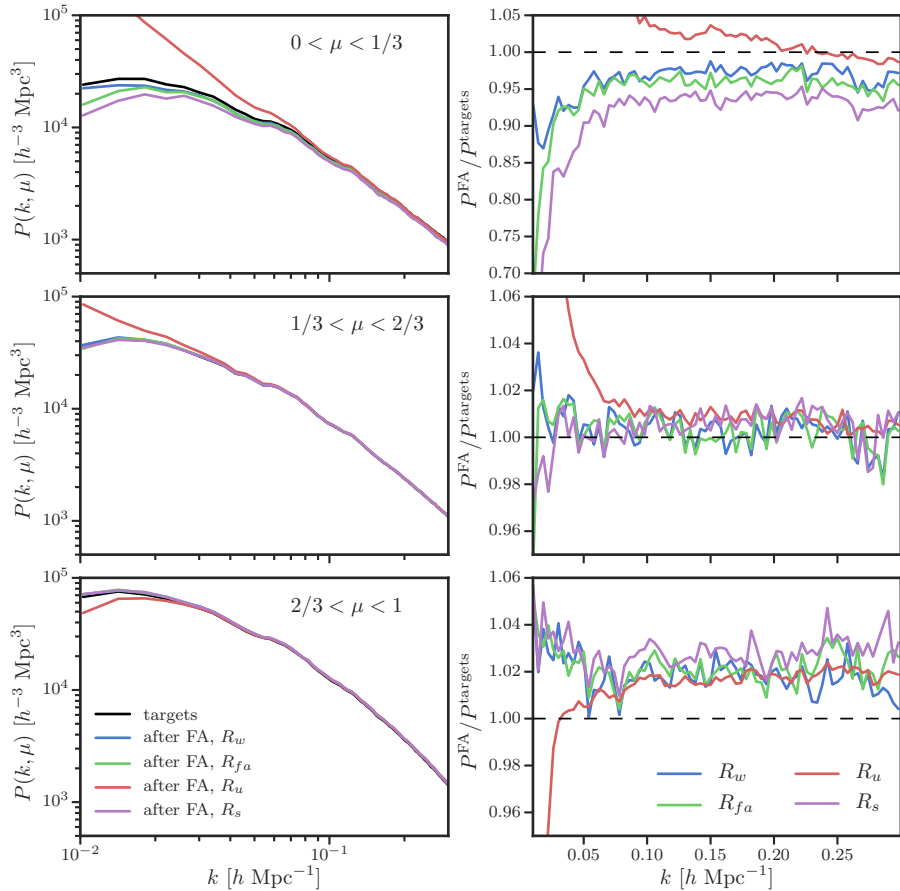 10^5
10^4
10^3
P(k, μ) [h^{-3} Mpc^3]
0 < μ < 1/3
1.05
1.00
0.95
0.90
0.85
0.80
0.75
0.70
P^{FA}/P^{targets}
10^5
10^4
10^3
P(k, μ) [h^{-3} Mpc^3]
1/3 < μ < 2/3
1.06
1.04
1.02
1.00
0.98
0.96
P^{FA}/P^{targets}
10^5
10^4
10^3
P(k, μ) [h^{-3} Mpc^3]
2/3 < μ < 1
targets
after FA, R_w
after FA, R_{fa}
after FA, R_u
after FA, R_s
10^{-2}
10^{-1}
k [h Mpc^{-1}]
1.06
1.04
1.02
1.00
0.98
0.96
P^{FA}/P^{targets}
R_w
R_u
R_{fa}
R_s
0.05
0.10
0.15
0.20
0.25
k [h Mpc^{-1}]